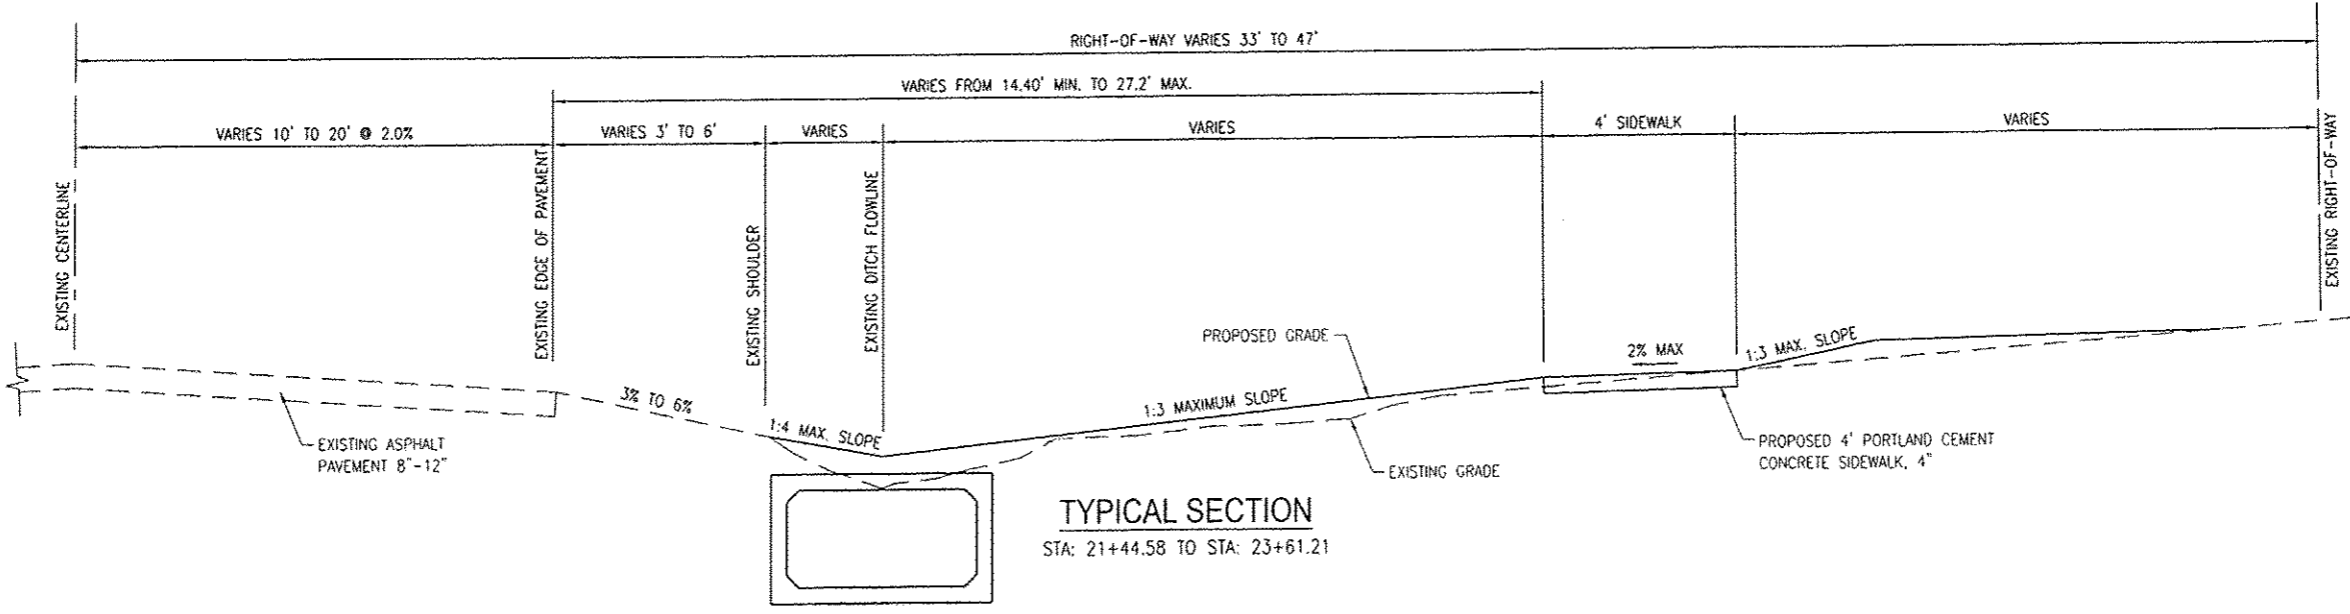 RIGHT-OF-WAY VARIES 33' TO 47'
VARIES FROM 14.40' MIN. TO 27.2' MAX.
VARIES 10' TO 20' @ 2.0%
VARIES 3' TO 6'
VARIES
VARIES
4' SIDEWALK
VARIES
EXISTING CENTERLINE
EXISTING EDGE OF PAVEMENT
EXISTING SHOULDER
EXISTING DITCH FLOWLINE
EXISTING RIGHT-OF-WAY
PROPOSED GRADE
2% MAX
1:3 MAX. SLOPE
3% TO 6%
1:4 MAX. SLOPE
1:3 MAXIMUM SLOPE
EXISTING ASPHALT
PAVEMENT 8"-12"
EXISTING GRADE
PROPOSED 4' PORTLAND CEMENT
CONCRETE SIDEWALK, 4"
TYPICAL SECTION
STA: 21+44.58 TO STA: 23+61.21